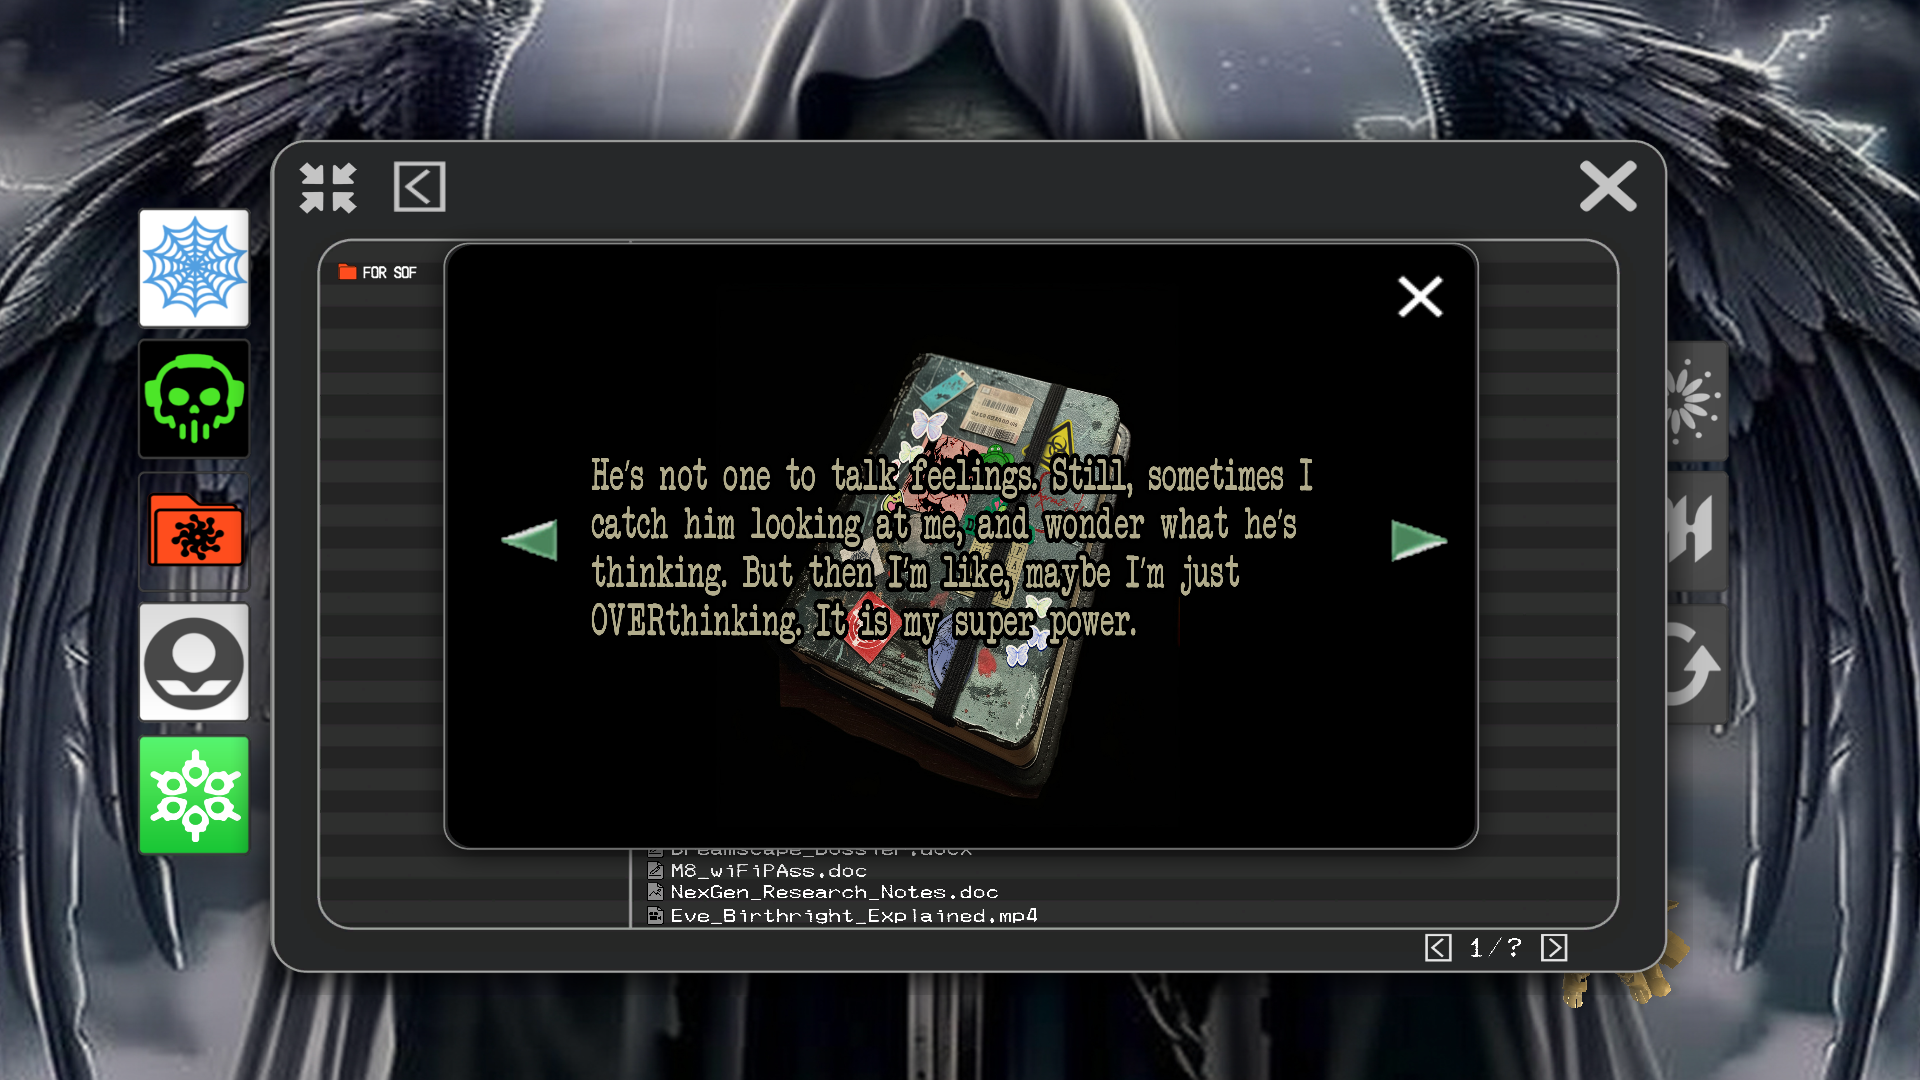 FOR SOF
He's not one to talk feelings. Still, sometimes I
catch him looking at me, and wonder what he's
thinking. But then I'm like, maybe I'm just
OVERthinking. It is my super power.
Dreamscape_Dossier.docx
M8_wiFiPAss.doc
NexGen_Research_Notes.doc
Eve_Birthright_Explained.mp4
1/?